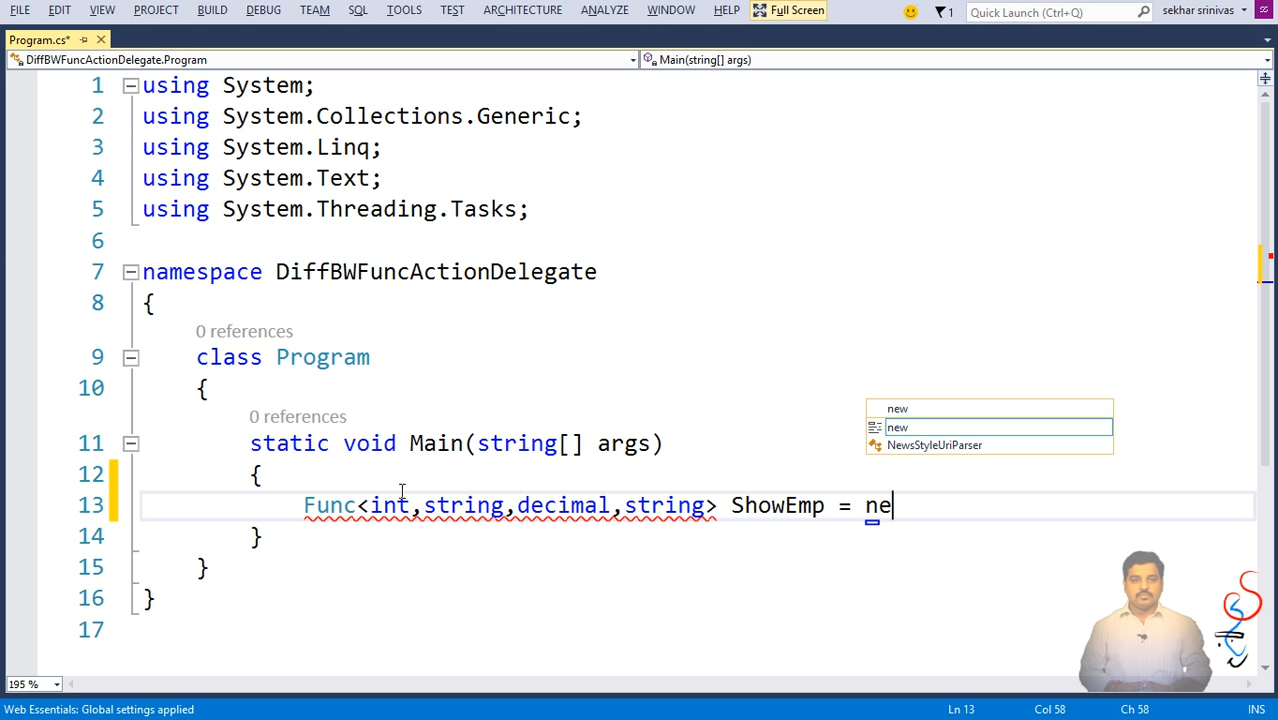 FILE EDIT VIEW PROJECT BUILD DEBUG TEAM SQL TOOLS TEST ARCHITECTURE ANALYZE WINDOW HELP Full Screen 1 Quick Launch (Ctrl+Q) sekhar srinivas SS
Program.cs*
DiffBWFuncActionDelegate.Program Main(string[] args)
1 using System;
2 using System.Collections.Generic;
3 using System.Linq;
4 using System.Text;
5 using System.Threading.Tasks;
6
7 namespace DiffBWFuncActionDelegate
8 {
0 references
9 class Program
10 {
0 references
11 static void Main(string[] args)
12 {
13 Func<int,string,decimal,string> ShowEmp = ne
14 }
15 }
16 }
17
new
new
NewsStyleUriParser
195 %
Web Essentials: Global settings applied Ln 13 Col 58 Ch 58 INS